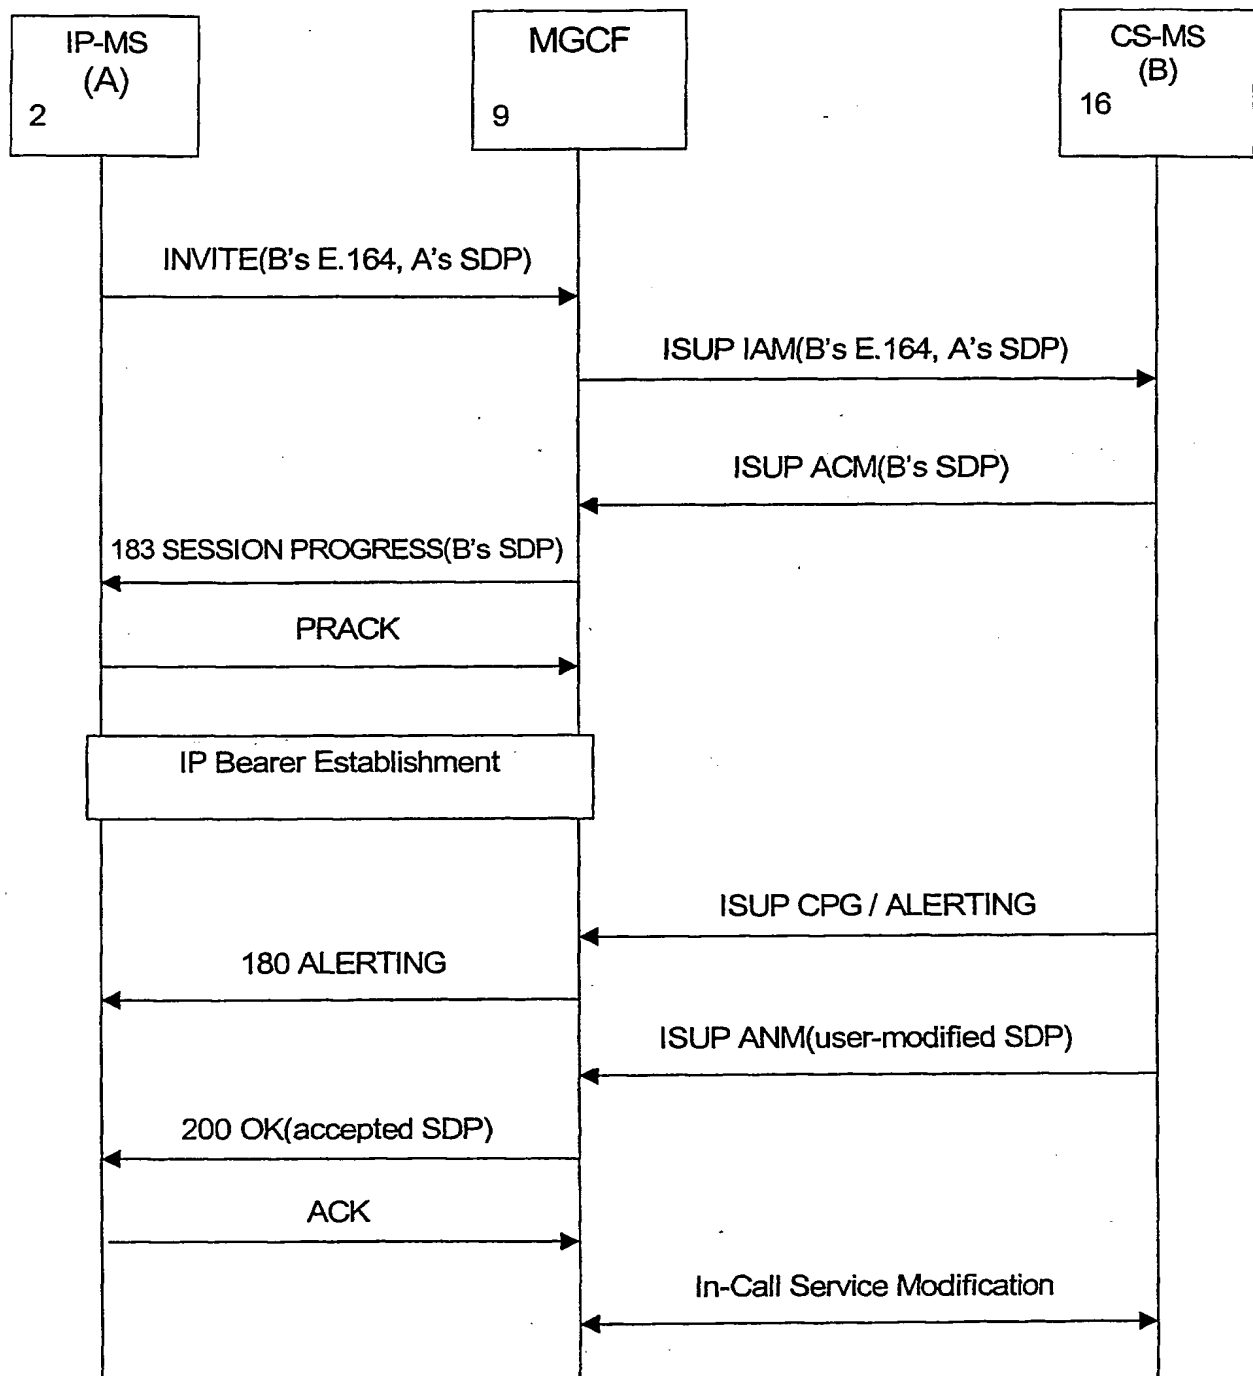 IP-MS
(A)
2
MGCF
9
CS-MS
(B)
16
INVITE(B's E.164, A's SDP)
ISUP IAM(B's E.164, A's SDP)
ISUP ACM(B's SDP)
183 SESSION PROGRESS(B's SDP)
PRACK
IP Bearer Establishment
ISUP CPG / ALERTING
180 ALERTING
ISUP ANM(user-modified SDP)
200 OK(accepted SDP)
ACK
In-Call Service Modification